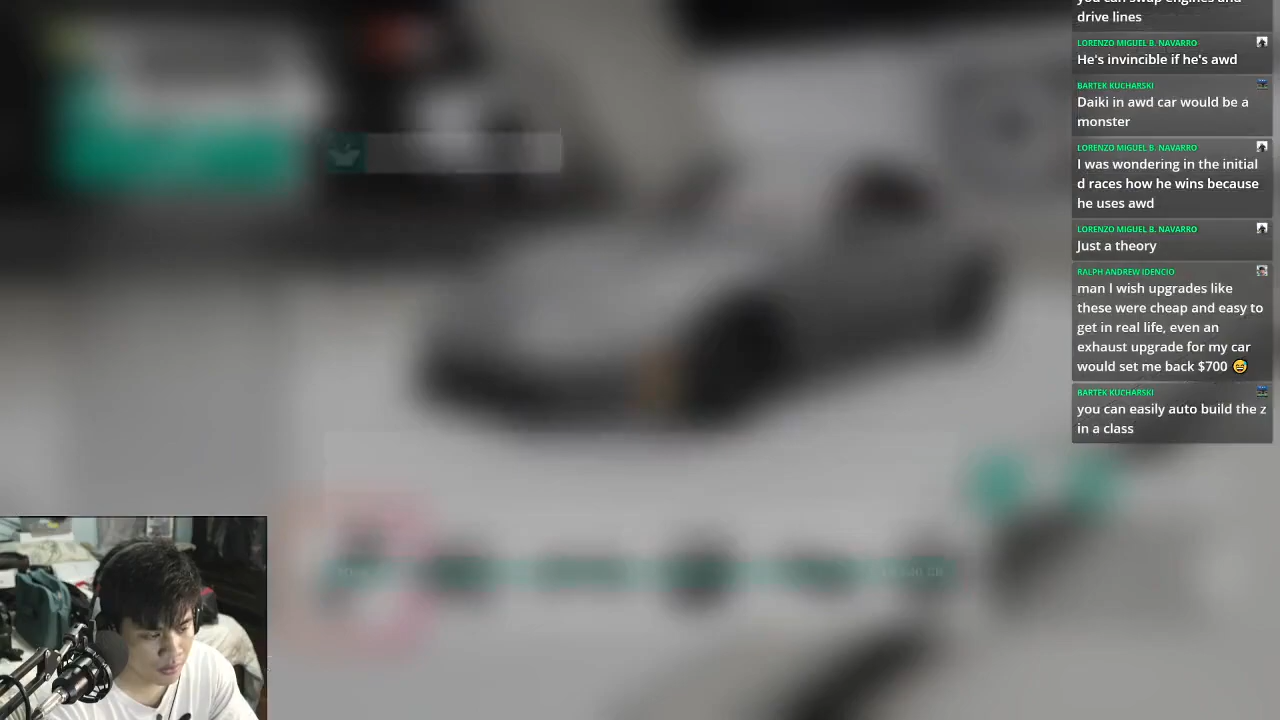 you can swap engines and
drive lines
LORENZO MIGUEL B. NAVARRO
He's invincible if he's awd
BARTEK KUCHARSKI
Daiki in awd car would be a
monster
LORENZO MIGUEL B. NAVARRO
I was wondering in the initial
d races how he wins because
he uses awd
LORENZO MIGUEL B. NAVARRO
Just a theory
RALPH ANDREW IDENCIO
man I wish upgrades like
these were cheap and easy to
get in real life, even an
exhaust upgrade for my car
would set me back $700 😅
BARTEK KUCHARSKI
you can easily auto build the z
in a class